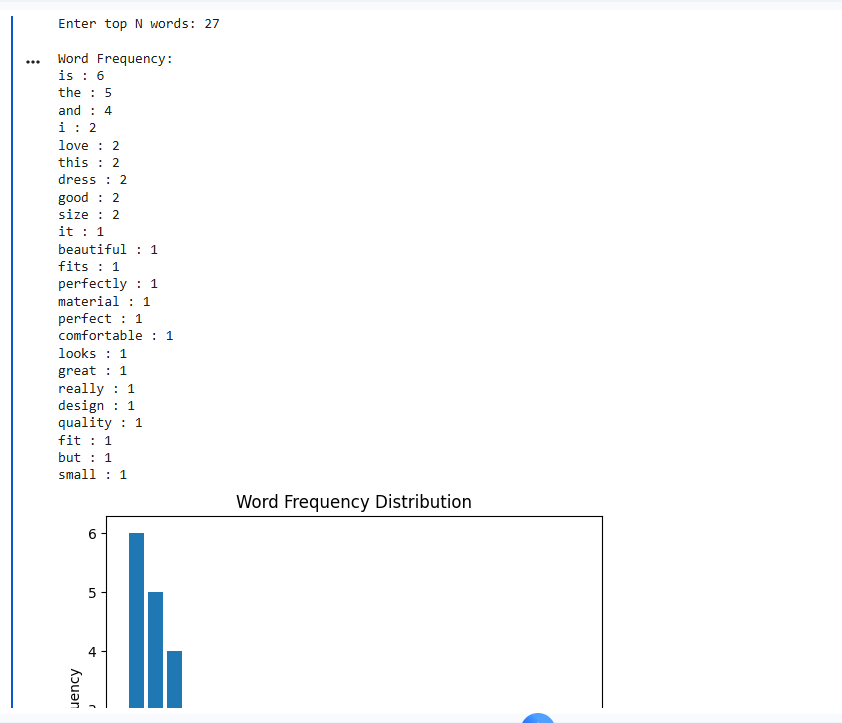 Enter top N words: 27
Word Frequency:
is : 6
the : 5
and : 4
i : 2
love : 2
this : 2
dress : 2
good : 2
size : 2
it : 1
beautiful : 1
fits : 1
perfectly : 1
material : 1
perfect : 1
comfortable : 1
looks : 1
great : 1
really : 1
design : 1
quality : 1
fit : 1
but : 1
small : 1
Word Frequency Distribution
6
5
4